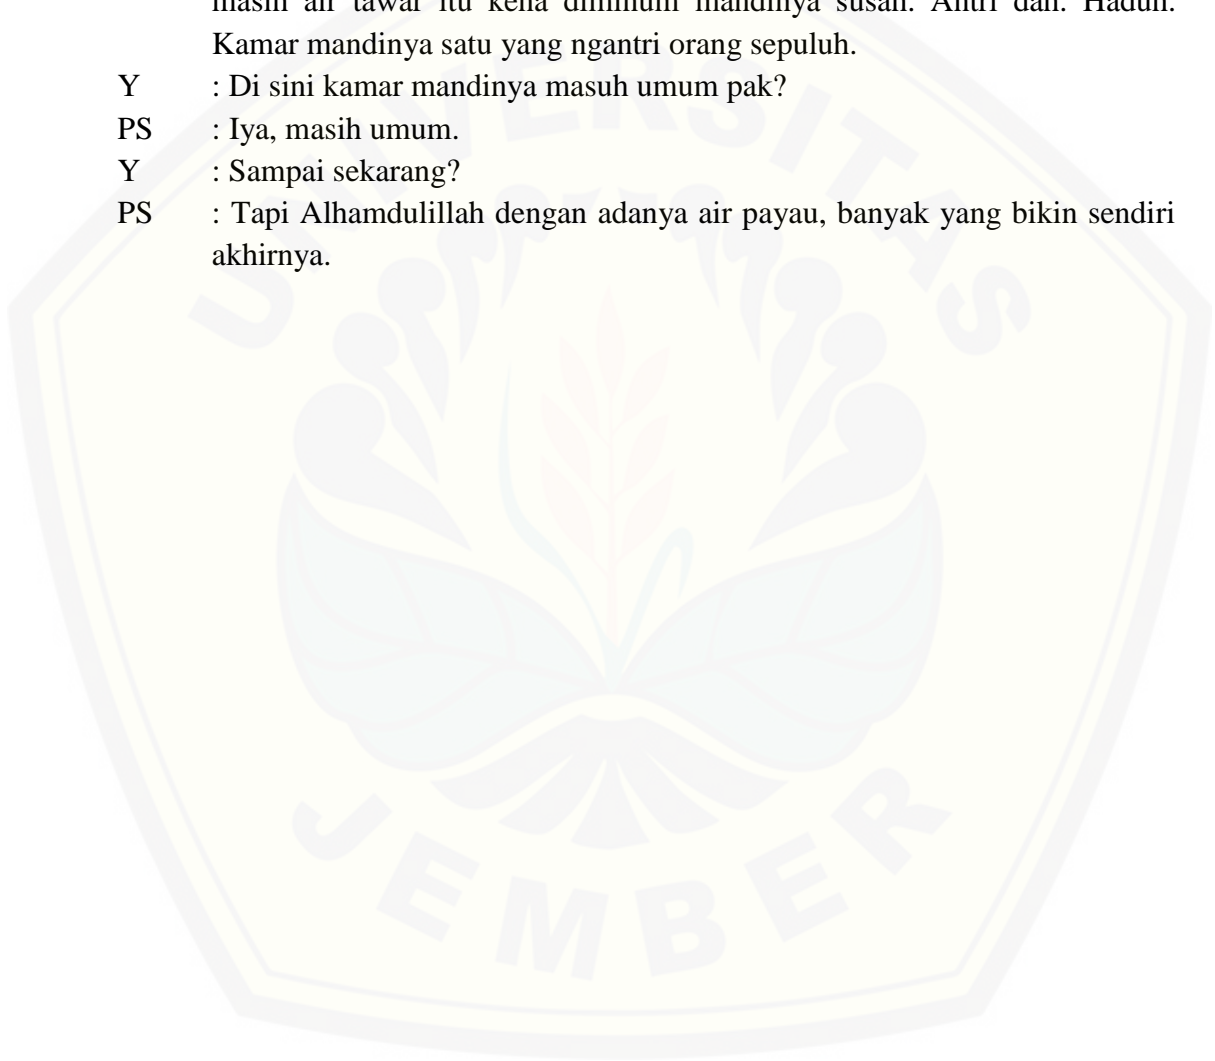 masih air tawar itu kena diminum mandinya susah. Antri dah. Haduh.
Kamar mandinya satu yang ngantri orang sepuluh.
Y : Di sini kamar mandinya masuh umum pak?
PS : Iya, masih umum.
Y : Sampai sekarang?
PS : Tapi Alhamdulillah dengan adanya air payau, banyak yang bikin sendiri
akhirnya.
UNIVERSITAS
JEMBER